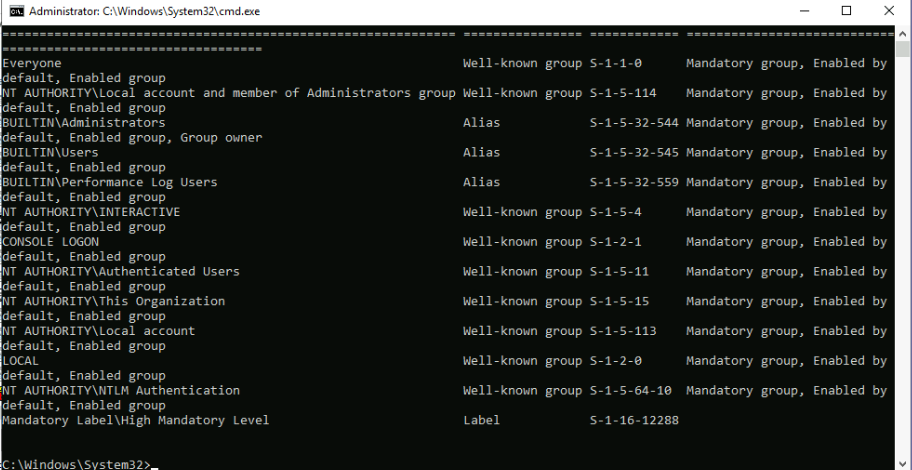 Administrator: C:\Windows\System32\cmd.exe
============================================================= ================ ============ ============================
===================================
Everyone Well-known group S-1-1-0 Mandatory group, Enabled by
default, Enabled group
NT AUTHORITY\Local account and member of Administrators group Well-known group S-1-5-114 Mandatory group, Enabled by
default, Enabled group
BUILTIN\Administrators Alias S-1-5-32-544 Mandatory group, Enabled by
default, Enabled group, Group owner
BUILTIN\Users Alias S-1-5-32-545 Mandatory group, Enabled by
default, Enabled group
BUILTIN\Performance Log Users Alias S-1-5-32-559 Mandatory group, Enabled by
default, Enabled group
NT AUTHORITY\INTERACTIVE Well-known group S-1-5-4 Mandatory group, Enabled by
default, Enabled group
CONSOLE LOGON Well-known group S-1-2-1 Mandatory group, Enabled by
default, Enabled group
NT AUTHORITY\Authenticated Users Well-known group S-1-5-11 Mandatory group, Enabled by
default, Enabled group
NT AUTHORITY\This Organization Well-known group S-1-5-15 Mandatory group, Enabled by
default, Enabled group
NT AUTHORITY\Local account Well-known group S-1-5-113 Mandatory group, Enabled by
default, Enabled group
LOCAL Well-known group S-1-2-0 Mandatory group, Enabled by
default, Enabled group
NT AUTHORITY\NTLM Authentication Well-known group S-1-5-64-10 Mandatory group, Enabled by
default, Enabled group
Mandatory Label\High Mandatory Level Label S-1-16-12288
C:\Windows\System32>_